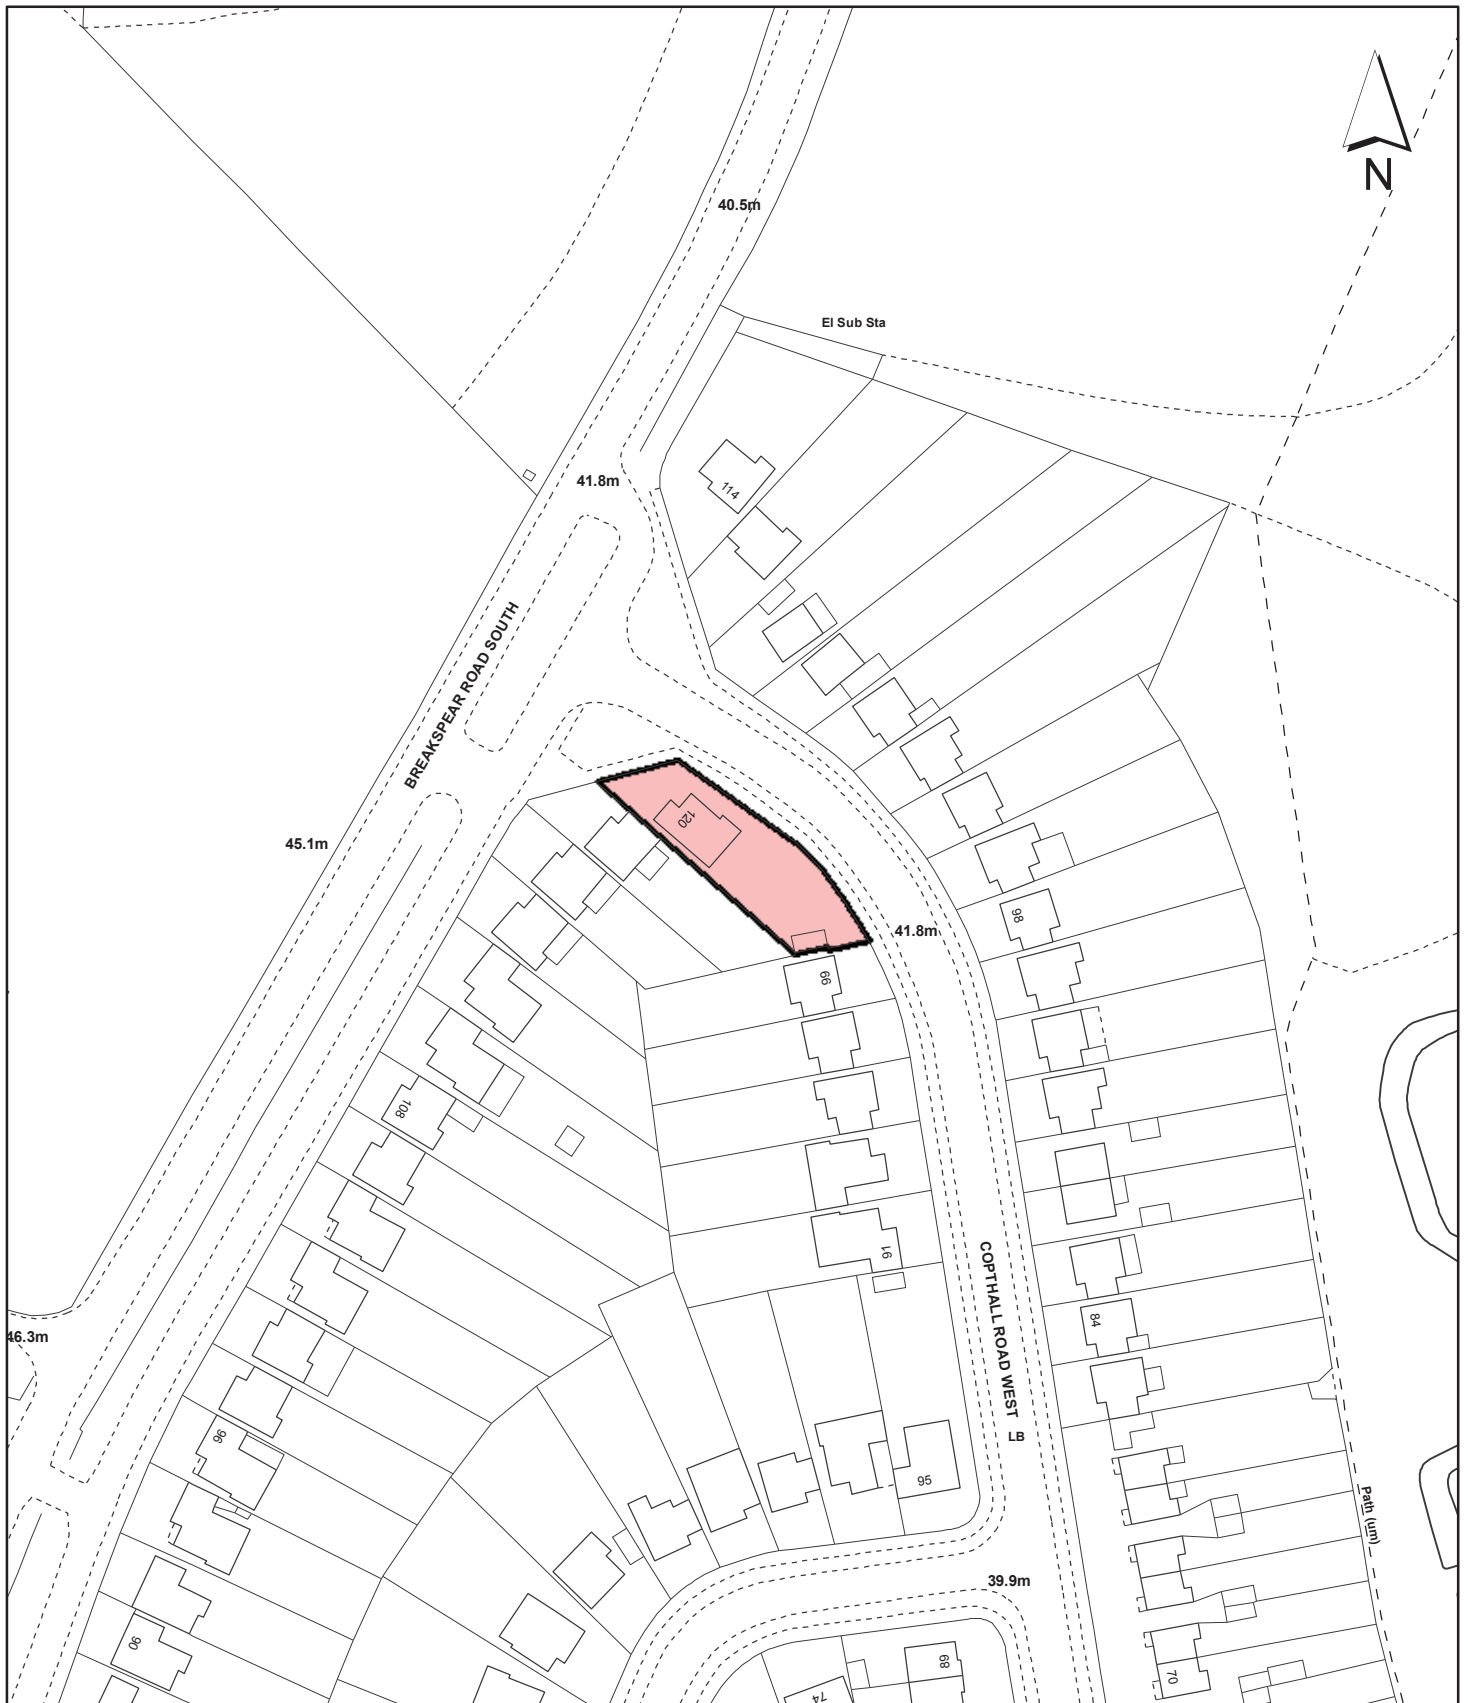 N
40.5m
El Sub Sta
41.8m
114
BREAKSPEAR ROAD SOUTH
120
45.1m
98
41.8m
99
108
91
COPTHALL ROAD WEST
84
46.3m
96
LB
95
Path (um)
39.9m
90
89
70
74